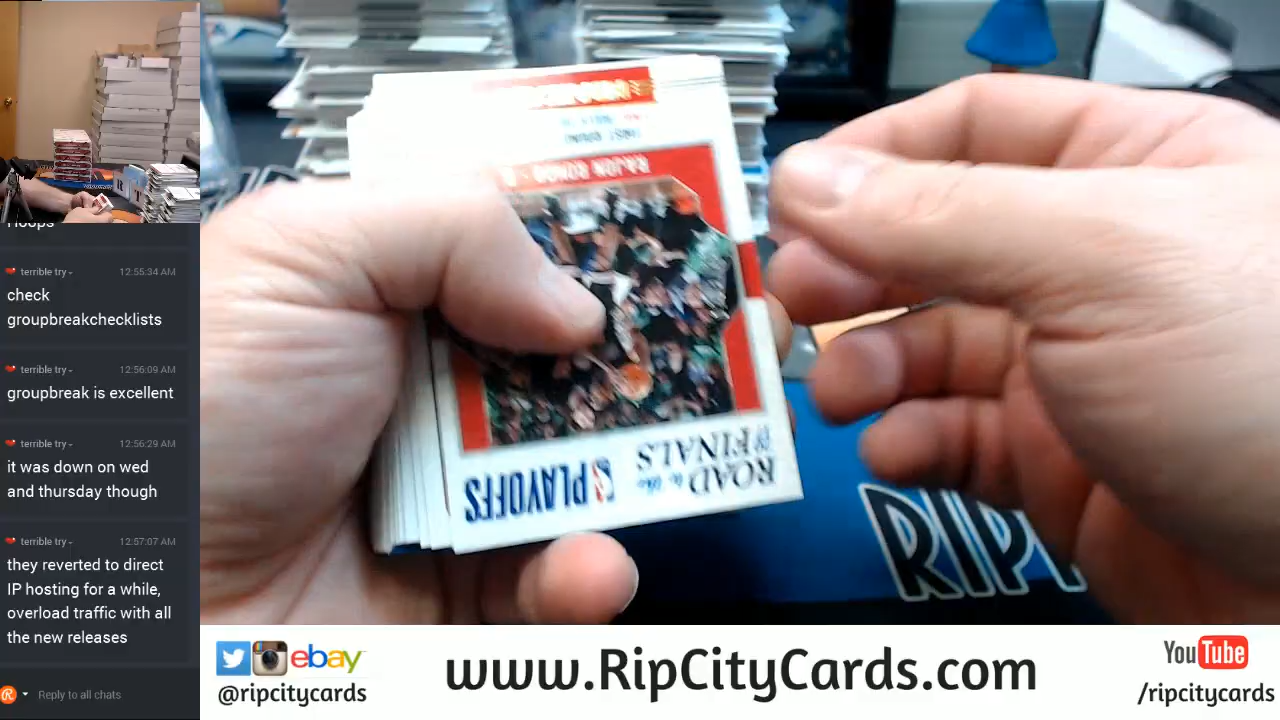 Hoops
terrible try
12:55:34 AM
check
groupbreakchecklists
terrible try
12:56:09 AM
groupbreak is excellent
terrible try
12:56:29 AM
it was down on wed
and thursday though
terrible try
12:57:07 AM
they reverted to direct
IP hosting for a while,
overload traffic with all
the new releases
Reply to all chats
RAJON RONDO
FIRST ROUND
PLAYOFFS
ROAD to the
FINALS
RIP
ebay
@ripcitycards
www.RipCityCards.com
YouTube
/ripcitycards